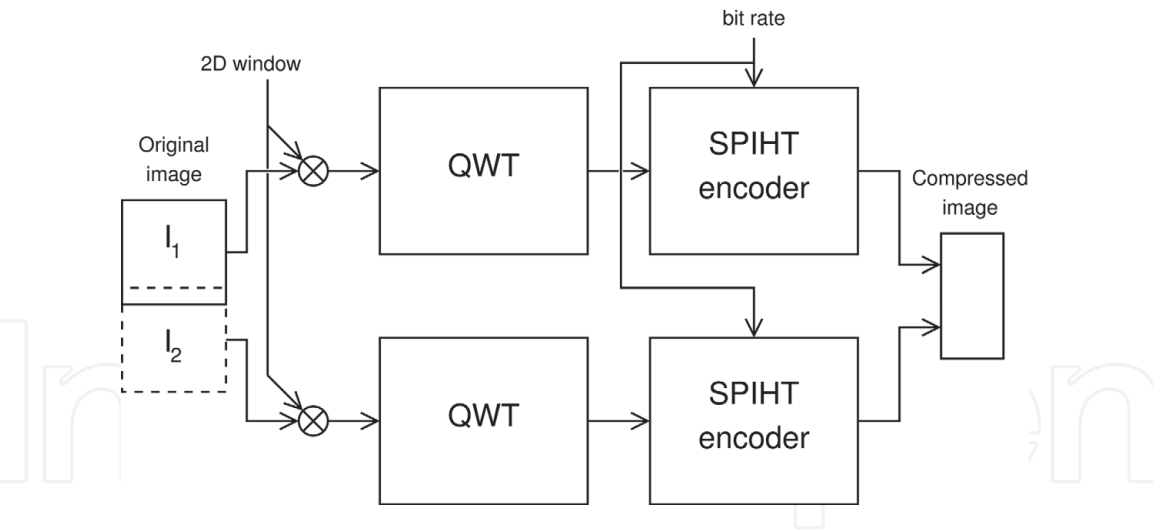 bit rate
2D window
Original
image
I1
I2
QWT
SPIHT
encoder
Compressed
image
QWT
SPIHT
encoder